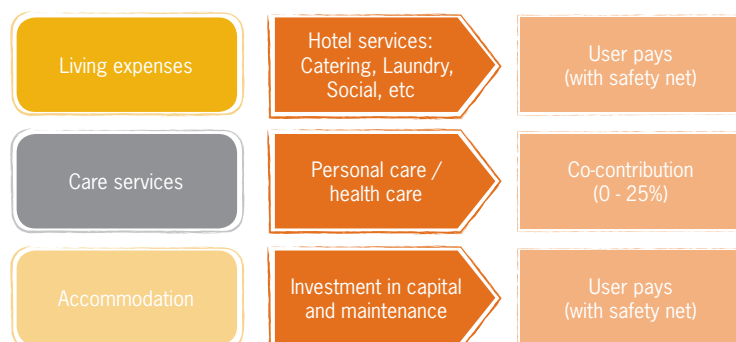 Living expenses
Hotel services:
Catering, Laundry,
Social, etc
User pays
(with safety net)
Care services
Personal care /
health care
Co-contribution
(0 - 25%)
Accommodation
Investment in capital
and maintenance
User pays
(with safety net)